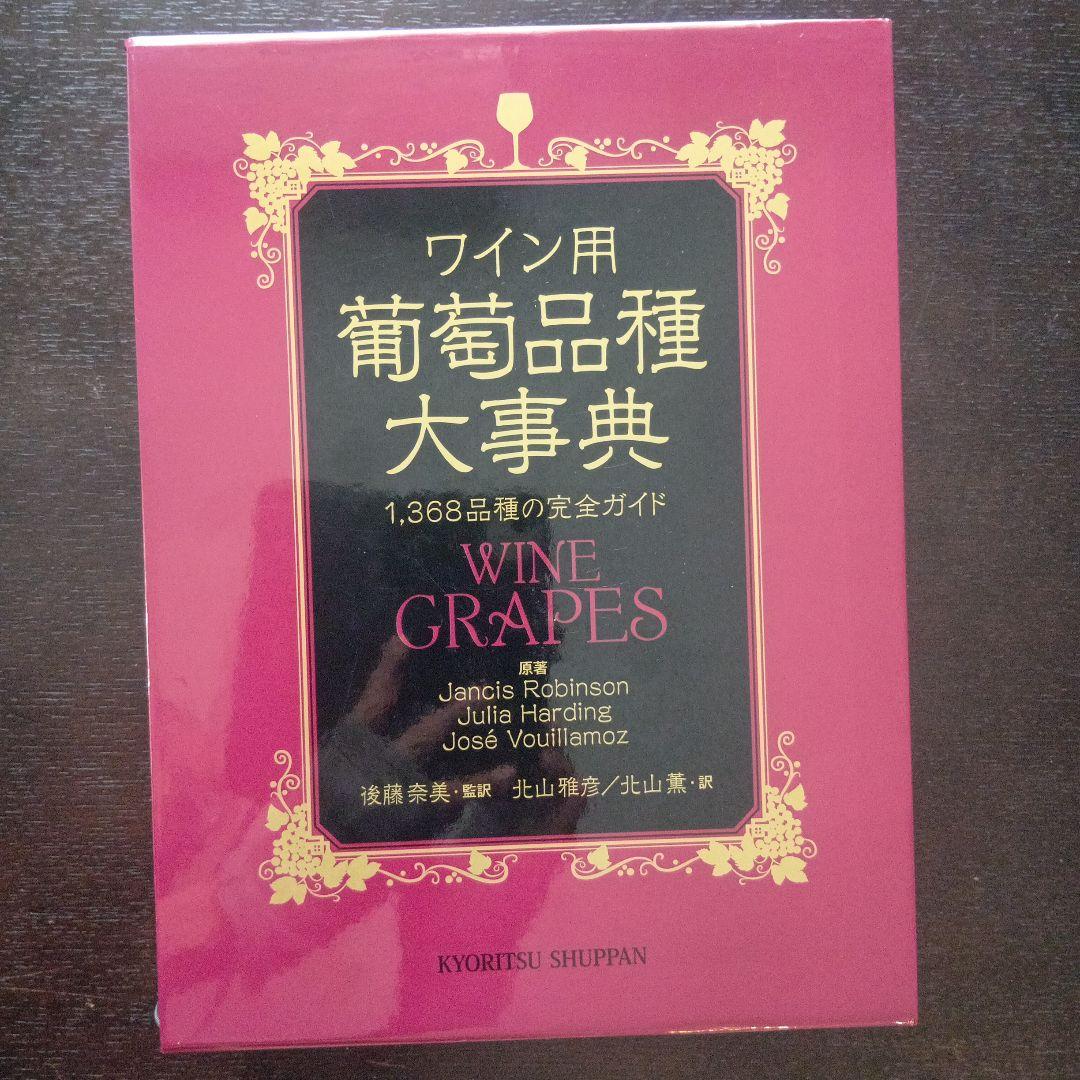 ワイン用
葡萄品種
大事典
1,368品種の完全ガイド
WINE
GRAPES
原著
Jancis Robinson
Julia Harding
José Vouillamoz
後藤奈美・監訳 北山雅彦／北山薫・訳
KYORITSU SHUPPAN